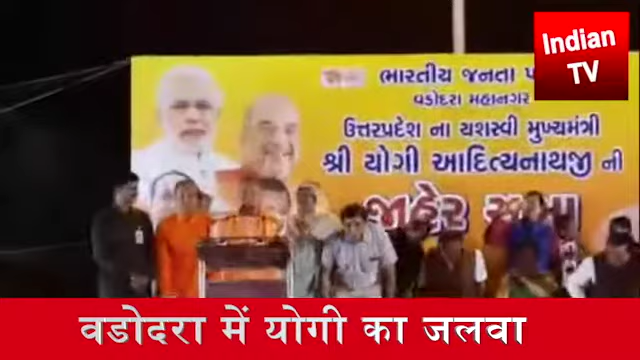 Indian
TV
ભારતીય જનતા
વડોદરા મહાનગર
ઉત્તરપ્રદેશ ના યશસ્વી મુખ્યમંત્રી
શ્રી યોગી આદિત્યનાથજી ની
જાહેર સભા
वडोदरा में योगी का जलवा